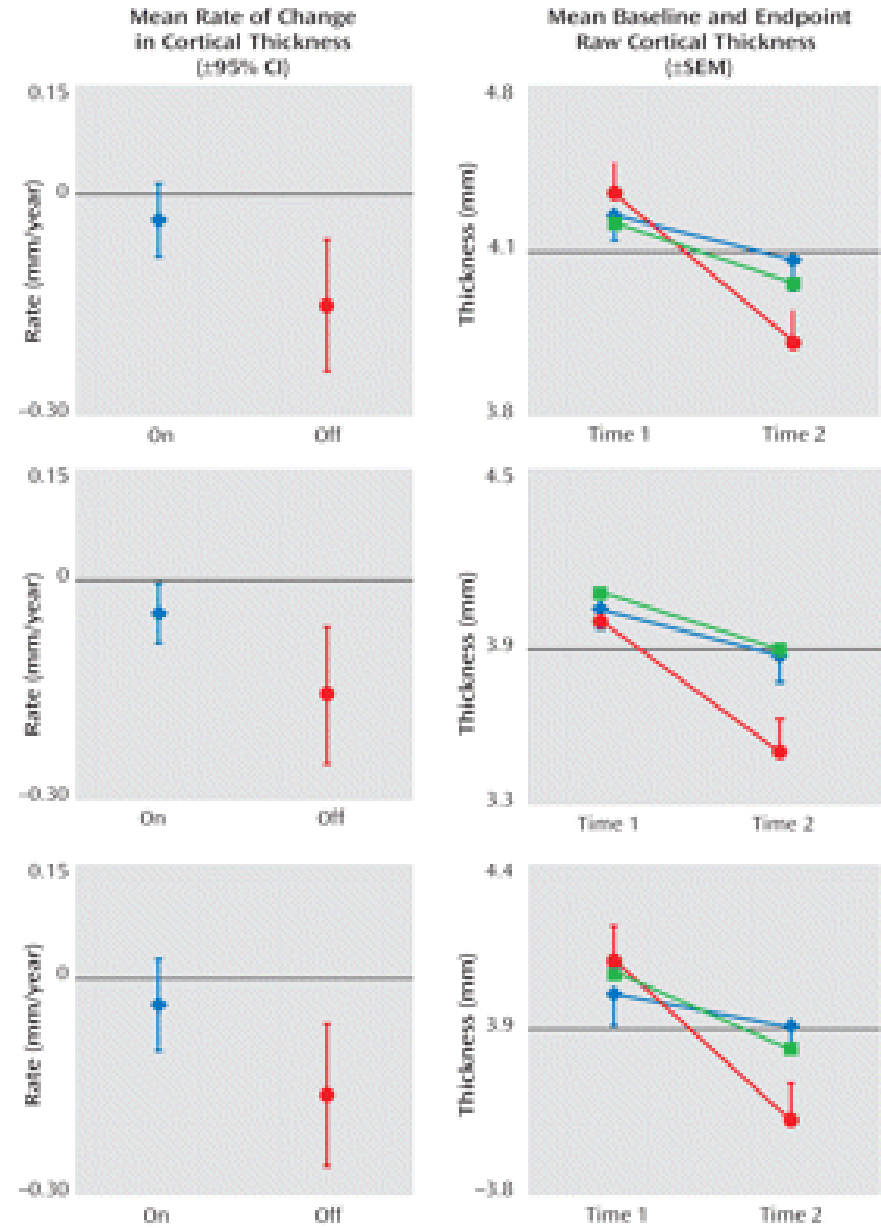 Mean Rate of Change
in Cortical Thickness
(±95% CI)
Mean Baseline and Endpoint
Raw Cortical Thickness
(±SEM)
0.15
0
–0.30
Rate (mm/year)
On
Off
4.8
4.1
3.8
Thickness (mm)
Time 1
Time 2
0.15
0
–0.30
Rate (mm/year)
On
Off
4.5
3.9
3.3
Thickness (mm)
Time 1
Time 2
0.15
0
–0.30
Rate (mm/year)
On
Off
4.4
3.9
–3.8
Thickness (mm)
Time 1
Time 2